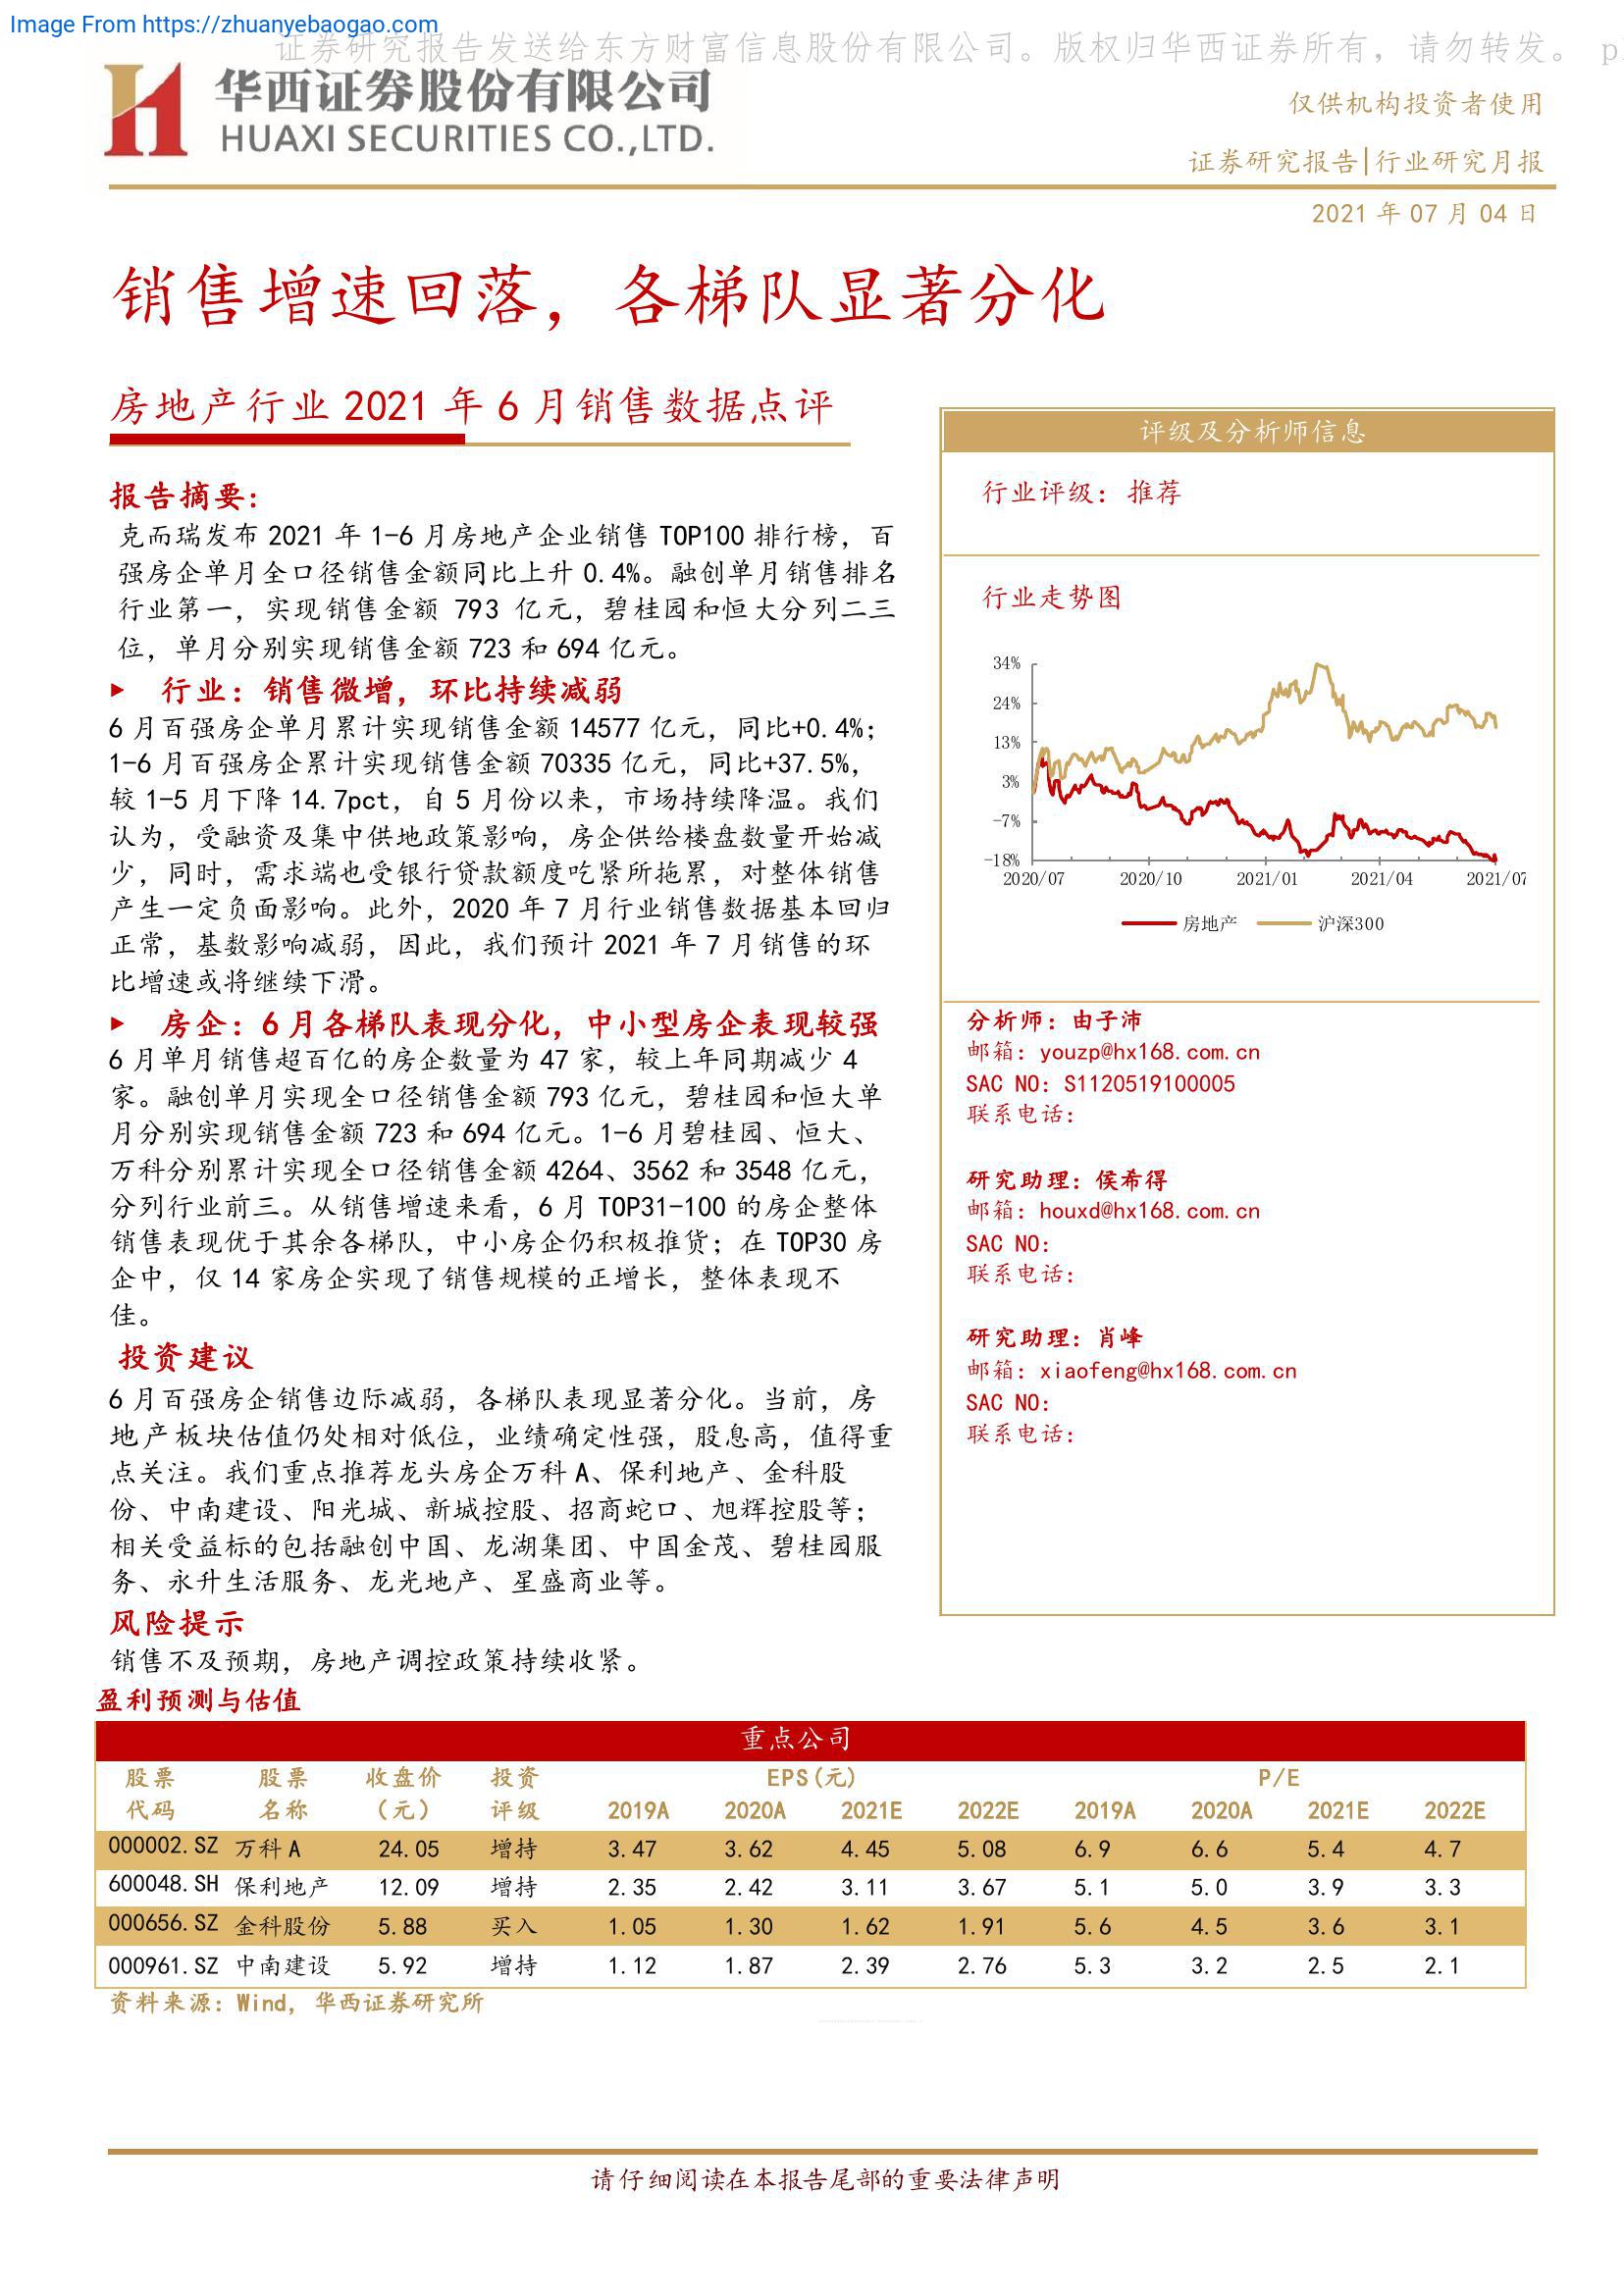 Image From https://zhuanyebaogao.com
证券研究报告发送给东方财富信息股份有限公司。版权归华西证券所有，请勿转发。 p
华西证券股份有限公司
HUAXI SECURITIES CO.,LTD.
仅供机构投资者使用
证券研究报告|行业研究月报
2021 年 07 月 04 日
销售增速回落，各梯队显著分化
房地产行业 2021 年 6 月销售数据点评
报告摘要：
克而瑞发布 2021 年 1-6 月房地产企业销售 TOP100 排行榜，百
强房企单月全口径销售金额同比上升 0.4%。融创单月销售排名
行业第一，实现销售金额 793 亿元，碧桂园和恒大分列二三
位，单月分别实现销售金额 723 和 694 亿元。
► 行业：销售微增，环比持续减弱
6 月百强房企单月累计实现销售金额 14577 亿元，同比+0.4%；
1-6 月百强房企累计实现销售金额 70335 亿元，同比+37.5%，
较 1-5 月下降 14.7pct，自 5 月份以来，市场持续降温。我们
认为，受融资及集中供地政策影响，房企供给楼盘数量开始减
少，同时，需求端也受银行贷款额度吃紧所拖累，对整体销售
产生一定负面影响。此外，2020 年 7 月行业销售数据基本回归
正常，基数影响减弱，因此，我们预计 2021 年 7 月销售的环
比增速或将继续下滑。
► 房企：6 月各梯队表现分化，中小型房企表现较强
6 月单月销售超百亿的房企数量为 47 家，较上年同期减少 4
家。融创单月实现全口径销售金额 793 亿元，碧桂园和恒大单
月分别实现销售金额 723 和 694 亿元。1-6 月碧桂园、恒大、
万科分别累计实现全口径销售金额 4264、3562 和 3548 亿元，
分列行业前三。从销售增速来看，6 月 TOP31-100 的房企整体
销售表现优于其余各梯队，中小房企仍积极推货；在 TOP30 房
企中，仅 14 家房企实现了销售规模的正增长，整体表现不
佳。
投资建议
6 月百强房企销售边际减弱，各梯队表现显著分化。当前，房
地产板块估值仍处相对低位，业绩确定性强，股息高，值得重
点关注。我们重点推荐龙头房企万科 A、保利地产、金科股
份、中南建设、阳光城、新城控股、招商蛇口、旭辉控股等；
相关受益标的包括融创中国、龙湖集团、中国金茂、碧桂园服
务、永升生活服务、龙光地产、星盛商业等。
风险提示
销售不及预期，房地产调控政策持续收紧。
评级及分析师信息
行业评级：推荐
行业走势图
34%
24%
13%
3%
-7%
-18%
2020/07 2020/10 2021/01 2021/04 2021/07
房地产 沪深300
分析师：由子沛
邮箱：youzp@hx168.com.cn
SAC NO：S1120519100005
联系电话：
研究助理：侯希得
邮箱：houxd@hx168.com.cn
SAC NO：
联系电话：
研究助理：肖峰
邮箱：xiaofeng@hx168.com.cn
SAC NO：
联系电话：
盈利预测与估值
重点公司
股票 股票 收盘价 投资 EPS(元) P/E
代码 名称 （元） 评级 2019A 2020A 2021E 2022E 2019A 2020A 2021E 2022E
000002.SZ 万科 A 24.05 增持 3.47 3.62 4.45 5.08 6.9 6.6 5.4 4.7
600048.SH 保利地产 12.09 增持 2.35 2.42 3.11 3.67 5.1 5.0 3.9 3.3
000656.SZ 金科股份 5.88 买入 1.05 1.30 1.62 1.91 5.6 4.5 3.6 3.1
000961.SZ 中南建设 5.92 增持 1.12 1.87 2.39 2.76 5.3 3.2 2.5 2.1
资料来源：Wind，华西证券研究所
请仔细阅读在本报告尾部的重要法律声明